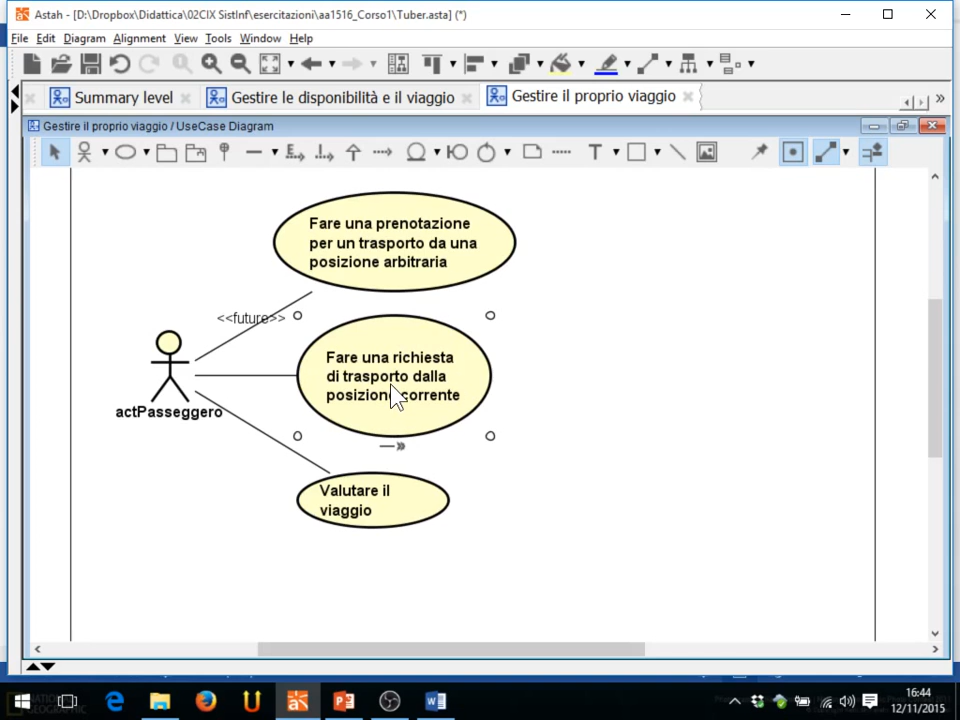 Astah - [D:\Dropbox\Didattica\02CIX SistInf\esercitazioni\aa1516_Corso1\Tuber.asta] (*)
File Edit Diagram Alignment View Tools Window Help
Summary level
Gestire le disponibilità e il viaggio
Gestire il proprio viaggio
Gestire il proprio viaggio / UseCase Diagram
Fare una prenotazione
per un trasporto da una
posizione arbitraria
<<future>>
Fare una richiesta
di trasporto dalla
posizione corrente
actPasseggero
Valutare il
viaggio
16:44
12/11/2015